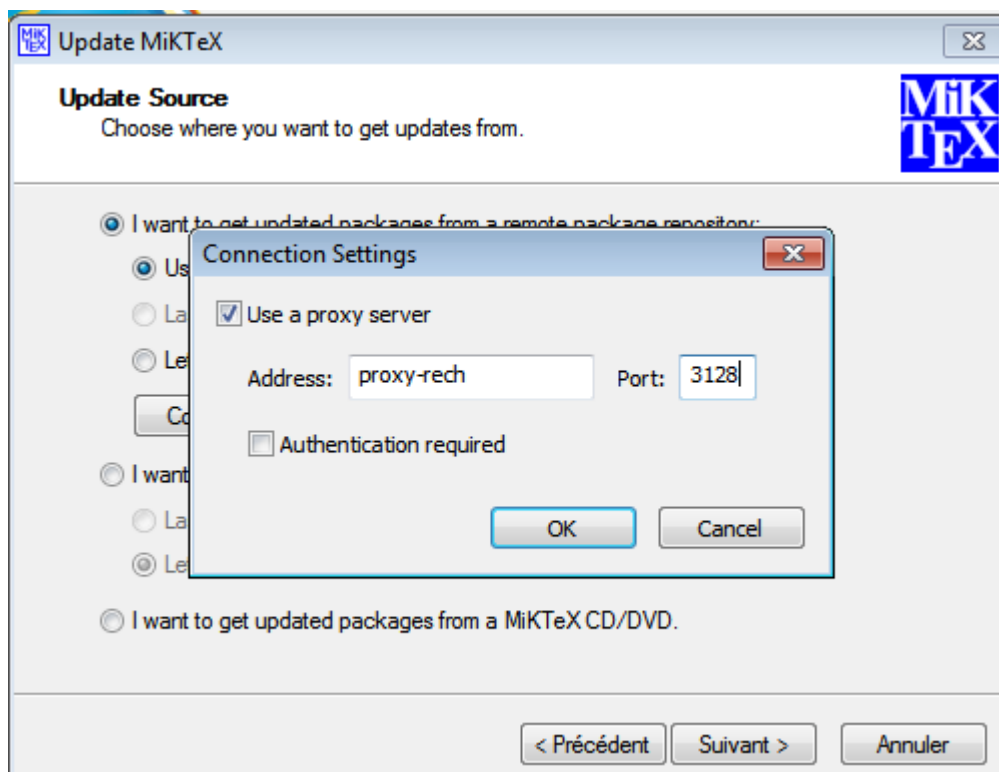 MiK
TEX
Update MiKTeX
Update Source
Choose where you want to get updates from.
MiK
TEX
I want to get updated packages from a remote package repository:
Connection Settings
Use a proxy server
Address: proxy-rech Port: 3128
Authentication required
I want
OK Cancel
I want to get updated packages from a MiKTeX CD/DVD.
< Précédent Suivant > Annuler